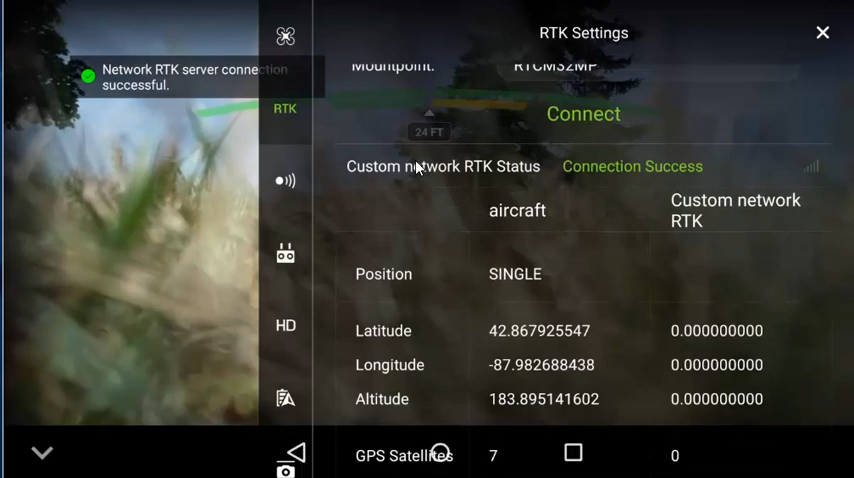 RTK Settings
Network RTK server connection
successful.
Mountpoint: RTCM32MP
RTK
Connect
24 FT
Custom network RTK Status Connection Success
aircraft Custom network
RTK
Position SINGLE
HD
Latitude 42.867925547 0.000000000
Longitude -87.982688438 0.000000000
Altitude 183.895141602 0.000000000
GPS Satellites 7 0